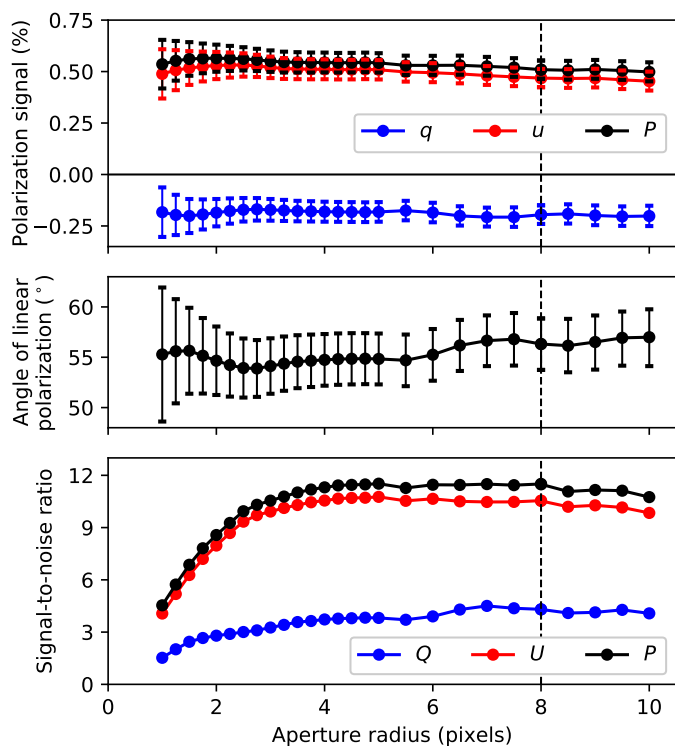 Polarization signal (%)
0.75
0.50
0.25
0.00
−0.25
q u P
Angle of linear
polarization (°)
60
55
50
Signal-to-noise ratio
12
9
6
3
0
Q U P
0 2 4 6 8 10
Aperture radius (pixels)